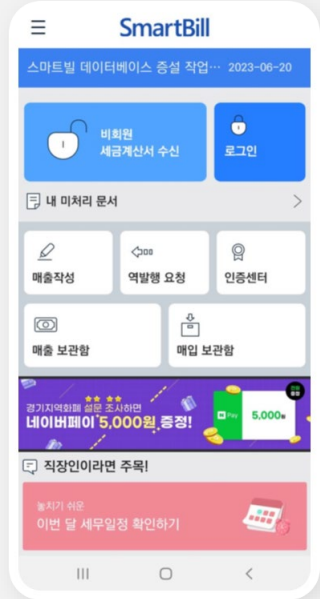 SmartBill
스마트빌 데이터베이스 증설 작업… 2023-06-20
비회원
세금계산서 수신
로그인
내 미처리 문서
매출작성
역발행 요청
인증센터
매출 보관함
매입 보관함
경기지역화폐 설문 조사하면
네이버페이 5,000원 증정!
N Pay
5,000원
직장인이라면 주목!
놓치기 쉬운
이번 달 세무일정 확인하기